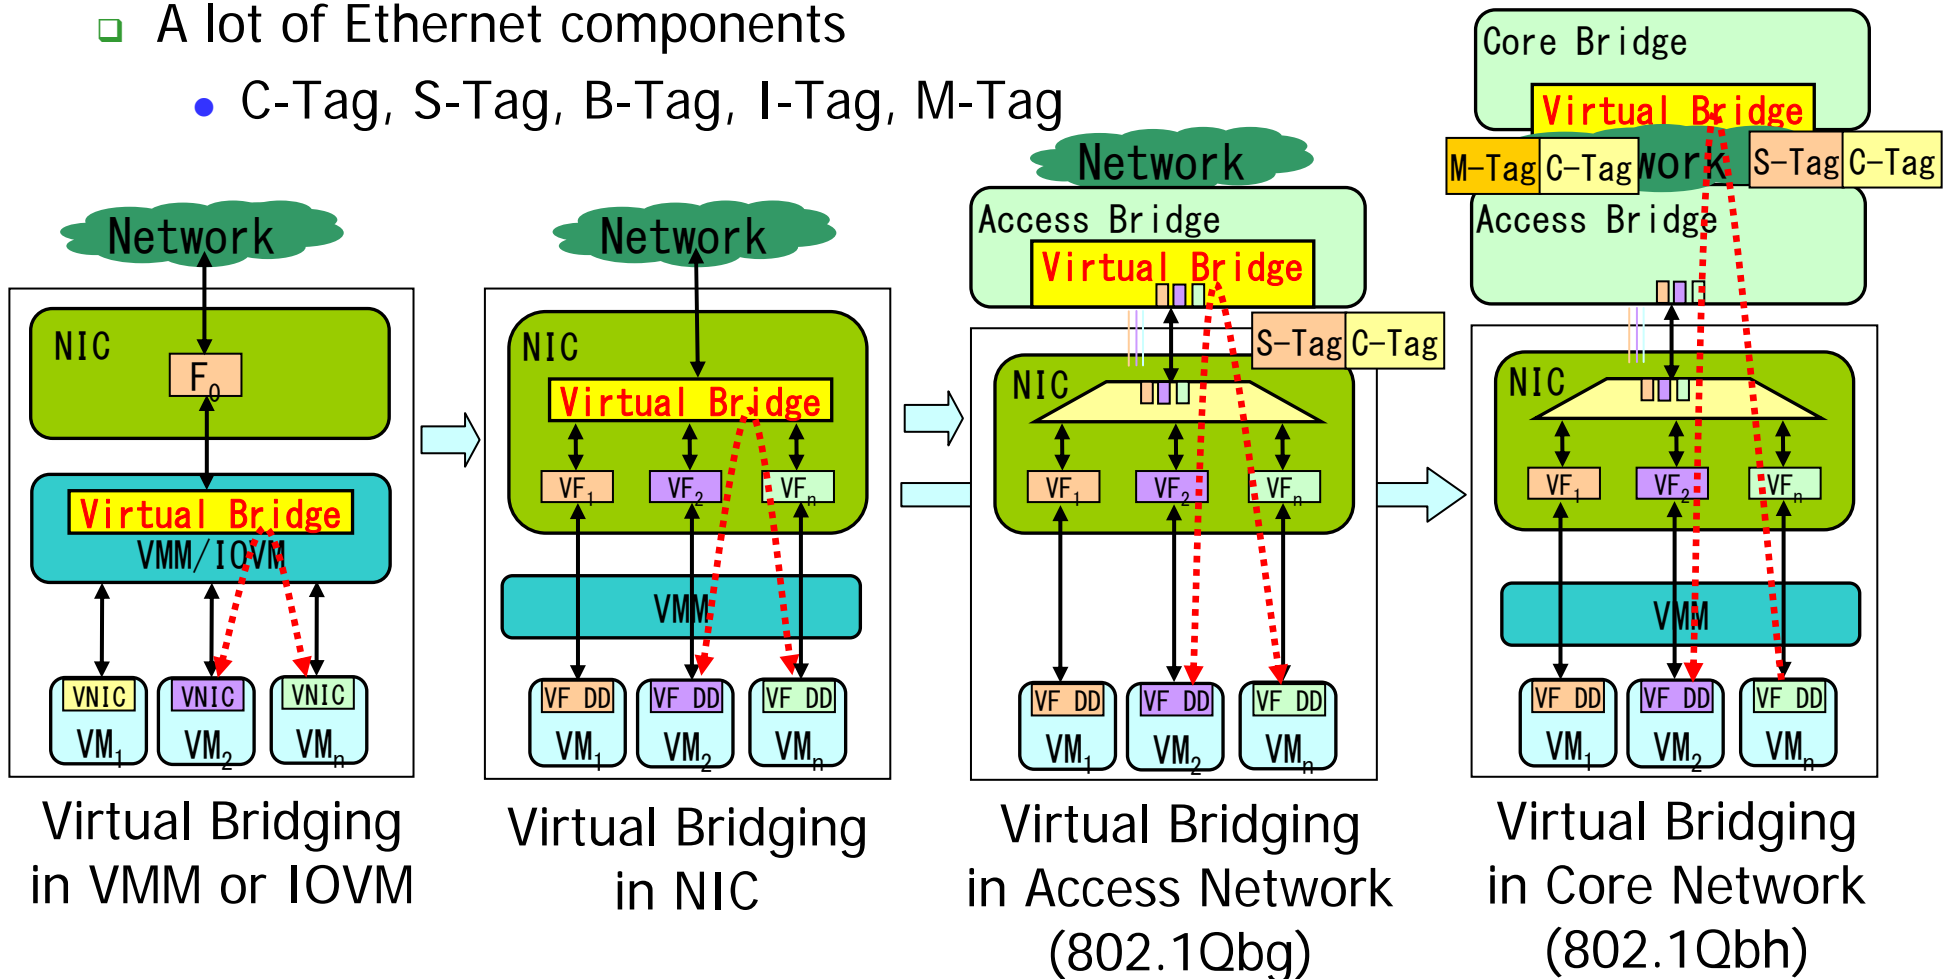 A lot of Ethernet components
C-Tag, S-Tag, B-Tag, I-Tag, M-Tag
Network
NIC
F0
Virtual Bridge
VMM/IOVM
VNIC
VNIC
VNIC
VM1
VM2
VMn
Virtual Bridging
in VMM or IOVM
Network
NIC
Virtual Bridge
VF1
VF2
VFn
VMM
VF DD
VF DD
VF DD
VM1
VM2
VMn
Virtual Bridging
in NIC
Network
Access Bridge
Virtual Bridge
S-Tag C-Tag
NIC
VF1
VF2
VFn
VF DD
VF DD
VF DD
VM1
VM2
VMn
Virtual Bridging
in Access Network
(802.1Qbg)
Core Bridge
Virtual Bridge
M-Tag C-Tag work S-Tag C-Tag
Access Bridge
NIC
VF1
VF2
VFn
VMM
VF DD
VF DD
VF DD
VM1
VM2
VMn
Virtual Bridging
in Core Network
(802.1Qbh)